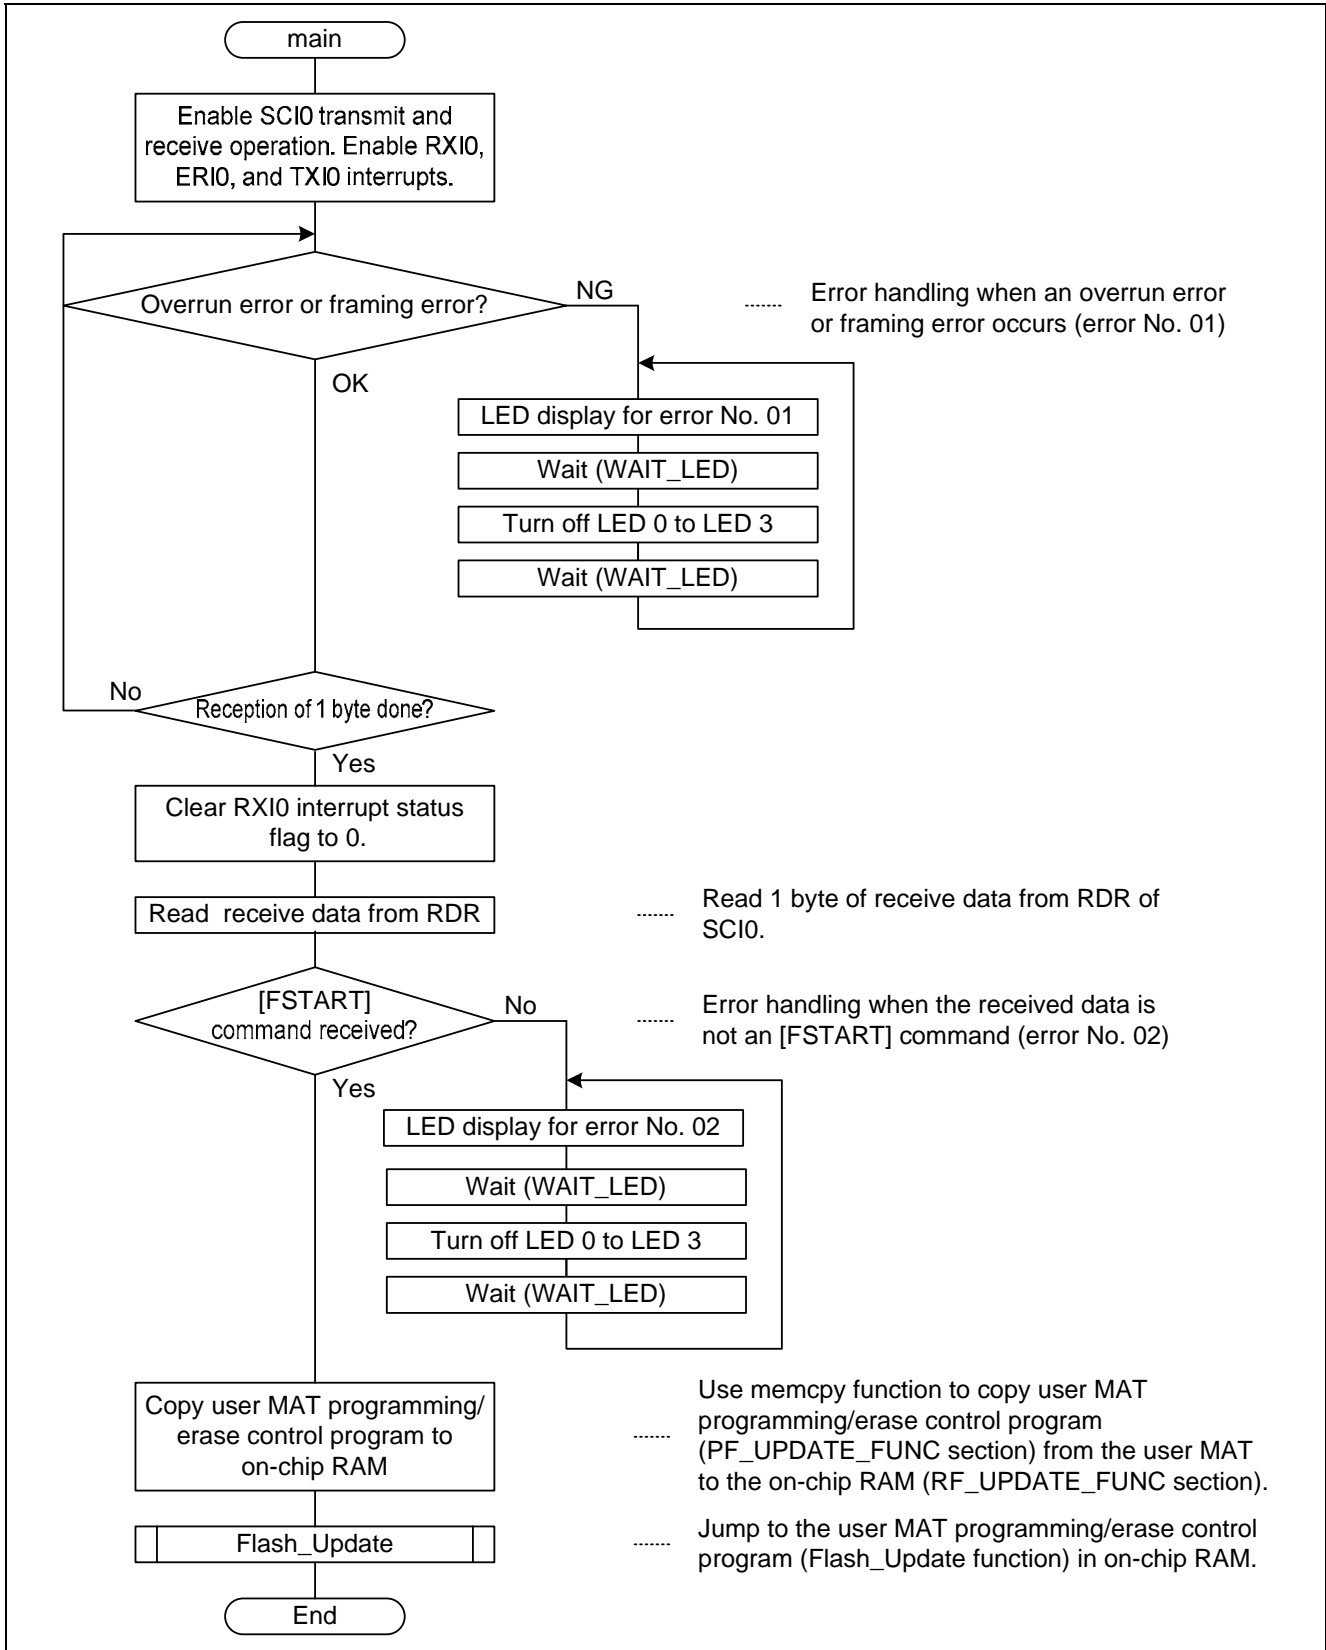 main
Enable SCI0 transmit and
receive operation. Enable RXI0,
ERI0, and TXI0 interrupts.
Overrun error or framing error?
NG
Error handling when an overrun error
or framing error occurs (error No. 01)
OK
LED display for error No. 01
Wait (WAIT_LED)
Turn off LED 0 to LED 3
Wait (WAIT_LED)
No
Reception of 1 byte done?
Yes
Clear RXI0 interrupt status
flag to 0.
Read receive data from RDR
Read 1 byte of receive data from RDR of
SCI0.
[FSTART]
command received?
No
Error handling when the received data is
not an [FSTART] command (error No. 02)
Yes
LED display for error No. 02
Wait (WAIT_LED)
Turn off LED 0 to LED 3
Wait (WAIT_LED)
Copy user MAT programming/
erase control program to
on-chip RAM
Use memcpy function to copy user MAT
programming/erase control program
(PF_UPDATE_FUNC section) from the user MAT
to the on-chip RAM (RF_UPDATE_FUNC section).
Flash_Update
Jump to the user MAT programming/erase control
program (Flash_Update function) in on-chip RAM.
End